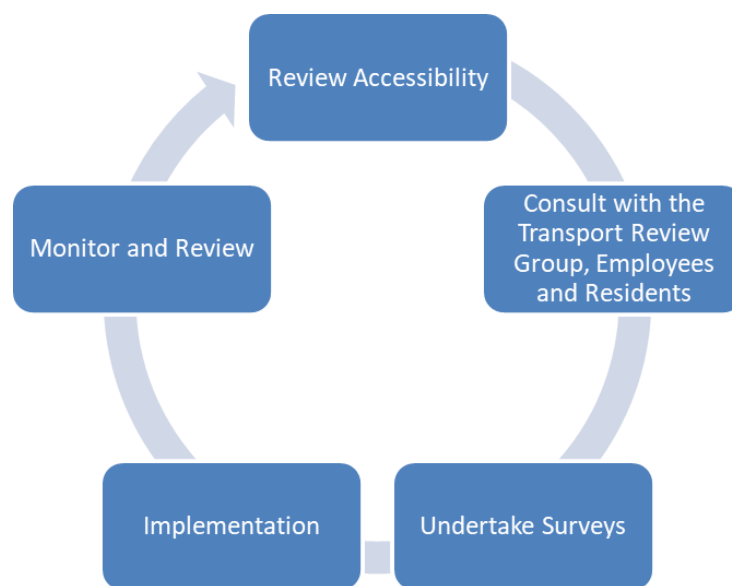 Review Accessibility
Consult with the
Transport Review
Group, Employees
and Residents
Undertake Surveys
Implementation
Monitor and Review